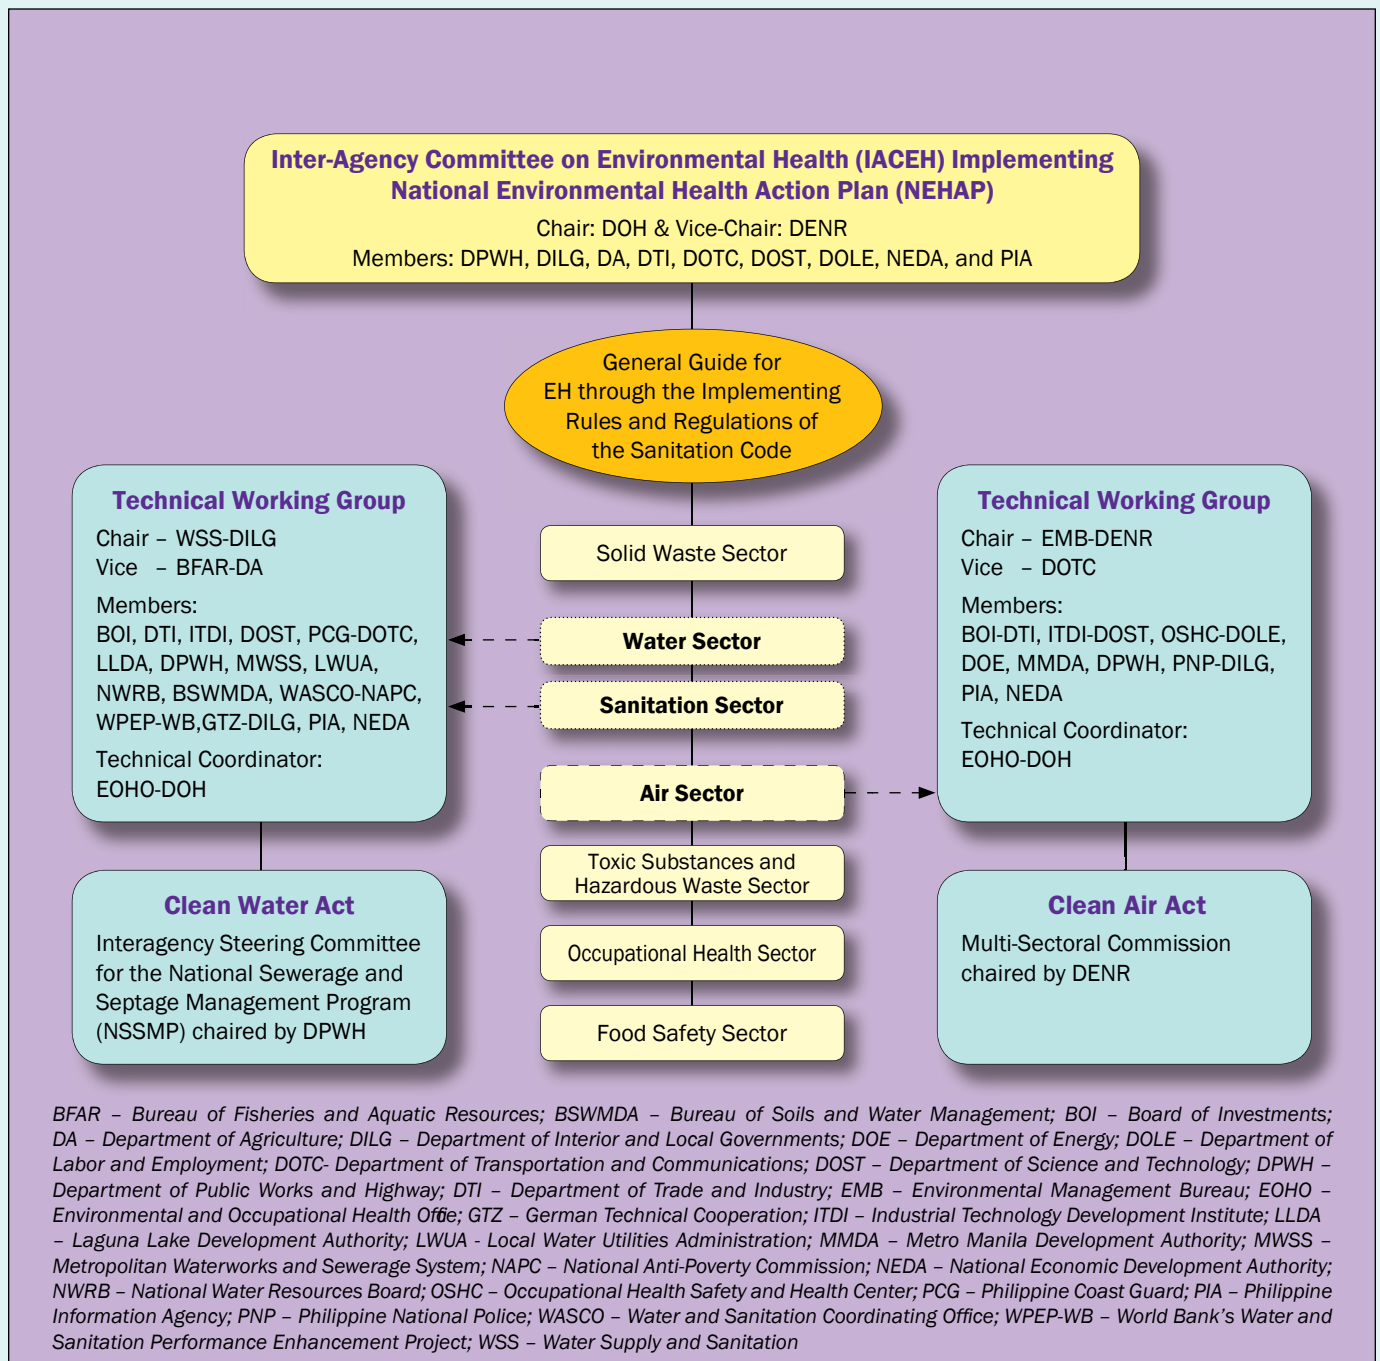 Inter-Agency Committee on Environmental Health (IACEH) Implementing
National Environmental Health Action Plan (NEHAP)
Chair: DOH & Vice-Chair: DENR
Members: DPWH, DILG, DA, DTI, DOTC, DOST, DOLE, NEDA, and PIA
General Guide for
EH through the Implementing
Rules and Regulations of
the Sanitation Code
Technical Working Group
Chair – WSS-DILG
Vice – BFAR-DA
Members:
BOI, DTI, ITDI, DOST, PCG-DOTC,
LLDA, DPWH, MWSS, LWUA,
NWRB, BSWMDA, WASCO-NAPC,
WPEP-WB,GTZ-DILG, PIA, NEDA
Technical Coordinator:
EOHO-DOH
Clean Water Act
Interagency Steering Committee
for the National Sewerage and
Septage Management Program
(NSSMP) chaired by DPWH
Solid Waste Sector
Water Sector
Sanitation Sector
Air Sector
Toxic Substances and
Hazardous Waste Sector
Occupational Health Sector
Food Safety Sector
Technical Working Group
Chair – EMB-DENR
Vice – DOTC
Members:
BOI-DTI, ITDI-DOST, OSHC-DOLE,
DOE, MMDA, DPWH, PNP-DILG,
PIA, NEDA
Technical Coordinator:
EOHO-DOH
Clean Air Act
Multi-Sectoral Commission
chaired by DENR
BFAR – Bureau of Fisheries and Aquatic Resources; BSWMDA – Bureau of Soils and Water Management; BOI – Board of Investments;
DA – Department of Agriculture; DILG – Department of Interior and Local Governments; DOE – Department of Energy; DOLE – Department of
Labor and Employment; DOTC- Department of Transportation and Communications; DOST – Department of Science and Technology; DPWH –
Department of Public Works and Highway; DTI – Department of Trade and Industry; EMB – Environmental Management Bureau; EOHO –
Environmental and Occupational Health Office; GTZ – German Technical Cooperation; ITDI – Industrial Technology Development Institute; LLDA
– Laguna Lake Development Authority; LWUA - Local Water Utilities Administration; MMDA – Metro Manila Development Authority; MWSS –
Metropolitan Waterworks and Sewerage System; NAPC – National Anti-Poverty Commission; NEDA – National Economic Development Authority;
NWRB – National Water Resources Board; OSHC – Occupational Health Safety and Health Center; PCG – Philippine Coast Guard; PIA – Philippine
Information Agency; PNP – Philippine National Police; WASCO – Water and Sanitation Coordinating Office; WPEP-WB – World Bank's Water and
Sanitation Performance Enhancement Project; WSS – Water Supply and Sanitation